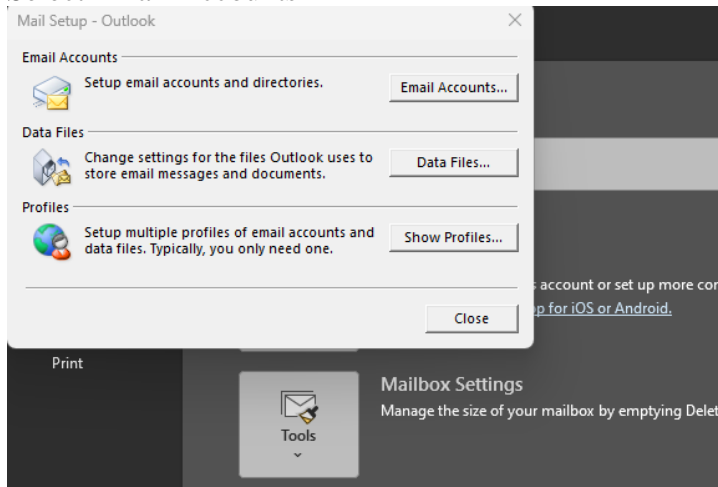 Mail Setup - Outlook
Email Accounts
Setup email accounts and directories.
Email Accounts...
Data Files
Change settings for the files Outlook uses to
store email messages and documents.
Data Files...
Profiles
Setup multiple profiles of email accounts and
data files. Typically, you only need one.
Show Profiles...
Close
account or set up more cor
for iOS or Android.
Print
Mailbox Settings
Manage the size of your mailbox by emptying Delet
Tools